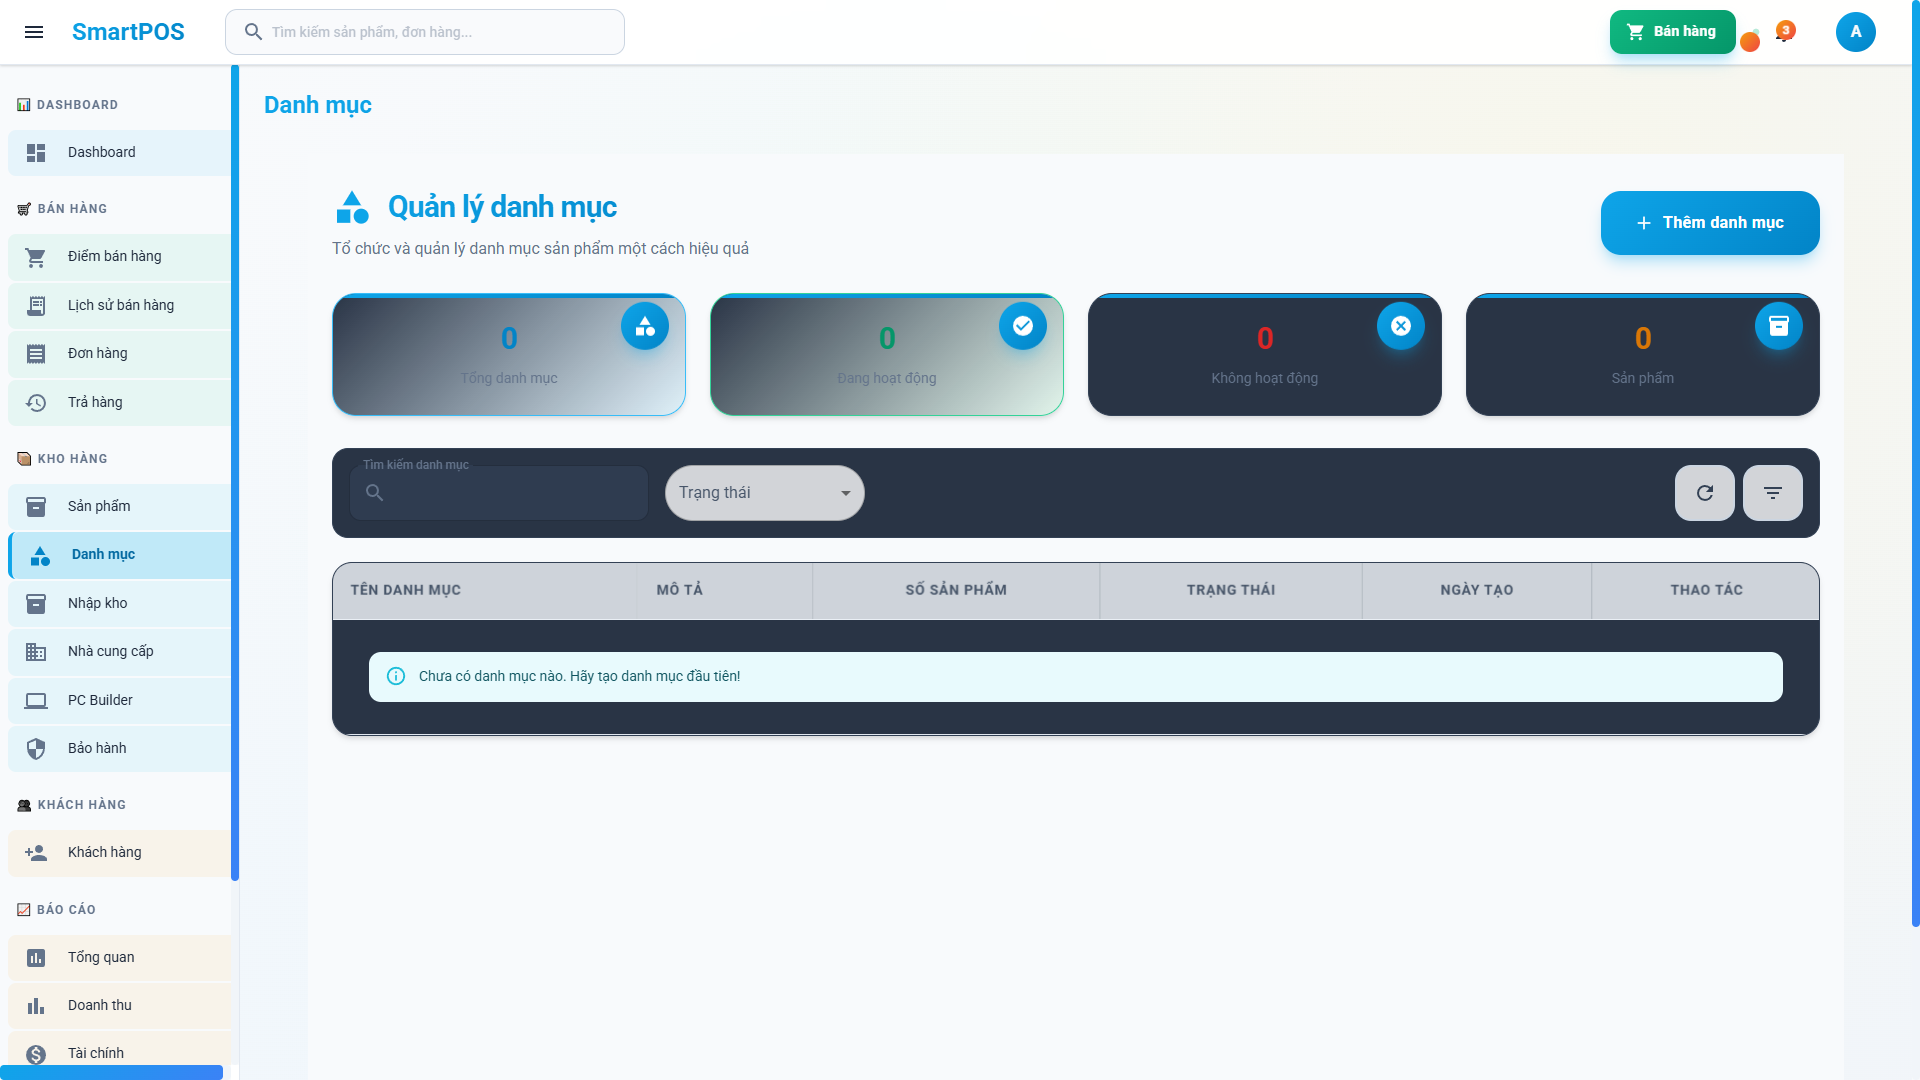 SmartPOS
Tìm kiếm sản phẩm, đơn hàng...
Bán hàng
3
A
DASHBOARD
Dashboard
BÁN HÀNG
Điểm bán hàng
Lịch sử bán hàng
Đơn hàng
Trả hàng
KHO HÀNG
Sản phẩm
Danh mục
Nhập kho
Nhà cung cấp
PC Builder
Bảo hành
KHÁCH HÀNG
Khách hàng
BÁO CÁO
Tổng quan
Doanh thu
Tài chính
Danh mục
Quản lý danh mục
Tổ chức và quản lý danh mục sản phẩm một cách hiệu quả
Thêm danh mục
0
Tổng danh mục
0
Đang hoạt động
0
Không hoạt động
0
Sản phẩm
Tìm kiếm danh mục
Trạng thái
TÊN DANH MỤC
MÔ TẢ
SỐ SẢN PHẨM
TRẠNG THÁI
NGÀY TẠO
THAO TÁC
Chưa có danh mục nào. Hãy tạo danh mục đầu tiên!